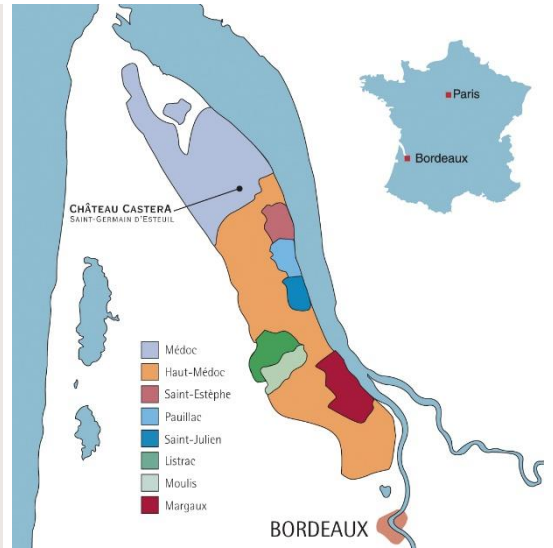 Paris
Bordeaux
CHÂTEAU CASTERA
SAINT-GERMAIN D'ESTEUIL
Médoc
Haut-Médoc
Saint-Estèphe
Pauillac
Saint-Julien
Listrac
Moulis
Margaux
BORDEAUX